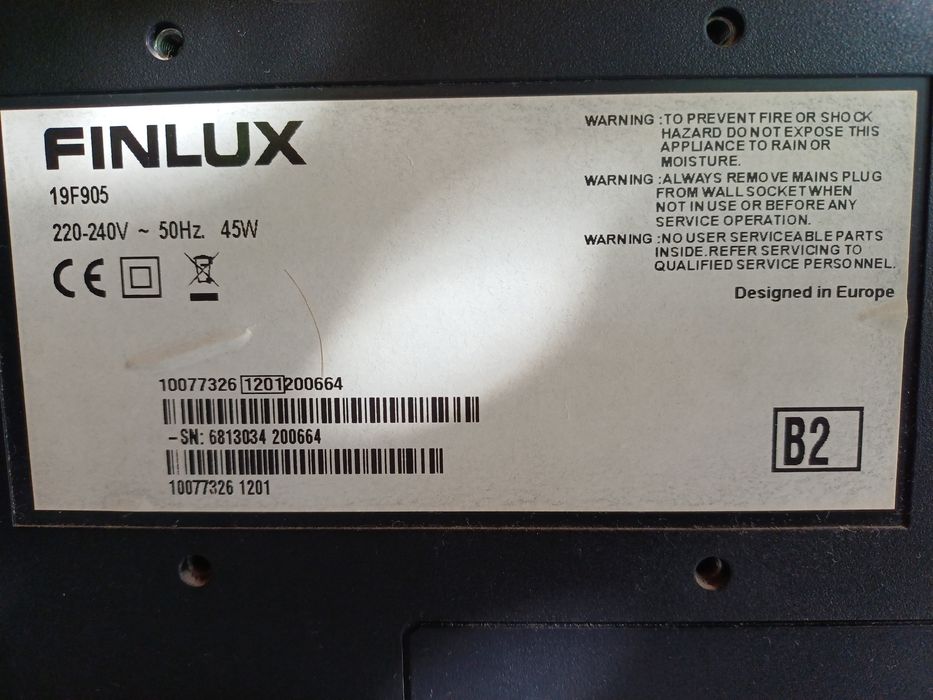 FINLUX
19F905
220-240V ~ 50Hz. 45W
CE
10077326 1201200664
-SN: 6813034 200664
10077326 1201
WARNING :TO PREVENT FIRE OR SHOCK
HAZARD DO NOT EXPOSE THIS
APPLIANCE TO RAIN OR
MOISTURE.
WARNING :ALWAYS REMOVE MAINS PLUG
FROM WALL SOCKET WHEN
NOT IN USE OR BEFORE ANY
SERVICE OPERATION.
WARNING :NO USER SERVICEABLE PARTS
INSIDE.REFER SERVICING TO
QUALIFIED SERVICE PERSONNEL.
Designed in Europe
B2